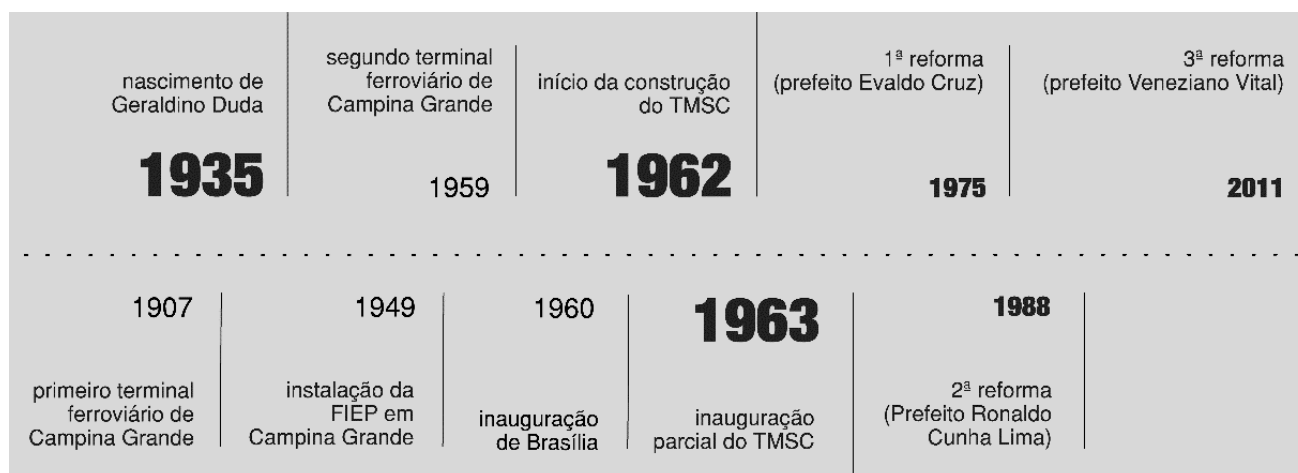 nascimento de
Geraldino Duda
1935
segundo terminal
ferroviário de
Campina Grande
1959
início da construção
do TMSC
1962
1ª reforma
(prefeito Evaldo Cruz)
1975
3ª reforma
(prefeito Veneziano Vital)
2011
1907
primeiro terminal
ferroviário de
Campina Grande
1949
instalação da
FIEP em
Campina Grande
1960
inauguração
de Brasília
1963
inauguração
parcial do TMSC
1988
2ª reforma
(Prefeito Ronaldo
Cunha Lima)